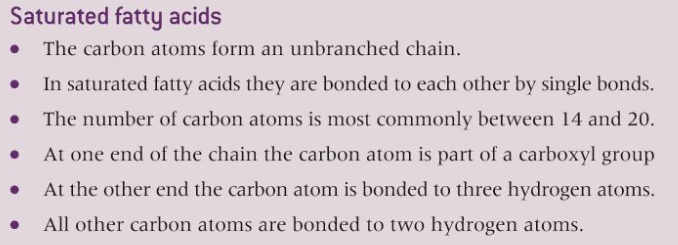 Saturated fatty acids
• The carbon atoms form an unbranched chain.
• In saturated fatty acids they are bonded to each other by single bonds.
• The number of carbon atoms is most commonly between 14 and 20.
• At one end of the chain the carbon atom is part of a carboxyl group
• At the other end the carbon atom is bonded to three hydrogen atoms.
• All other carbon atoms are bonded to two hydrogen atoms.